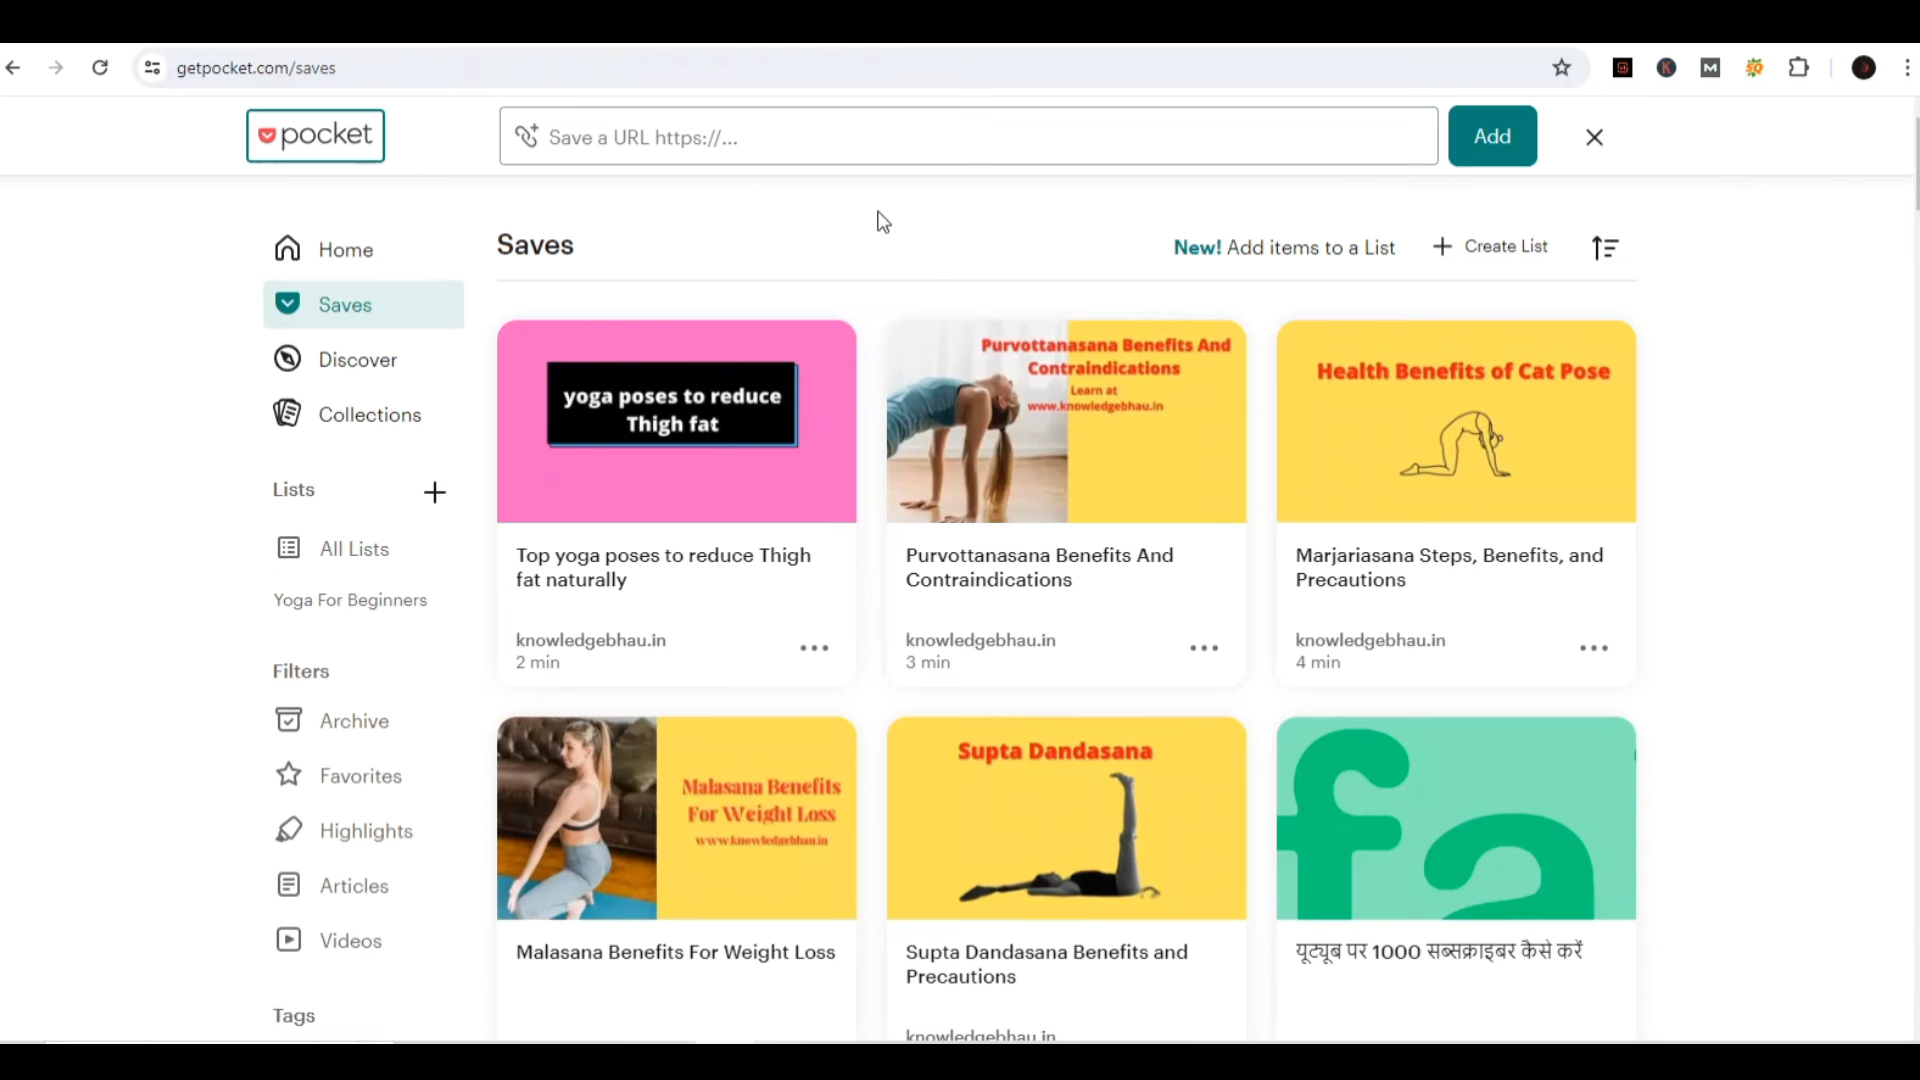 getpocket.com/saves
pocket
Save a URL https://...
Add
Home
Saves
Discover
Collections
Lists
All Lists
Yoga For Beginners
Filters
Archive
Favorites
Highlights
Articles
Videos
Tags
Saves
New! Add items to a List
Create List
yoga poses to reduce
Thigh fat
Top yoga poses to reduce Thigh
fat naturally
knowledgebhau.in
2 min
Purvottanasana Benefits And
Contraindications
Learn at
www.knowledgebhau.in
Purvottanasana Benefits And
Contraindications
knowledgebhau.in
3 min
Health Benefits of Cat Pose
Marjariasana Steps, Benefits, and
Precautions
knowledgebhau.in
4 min
Malasana Benefits
For Weight Loss
www.knowledgebhau.in
Malasana Benefits For Weight Loss
Supta Dandasana
Supta Dandasana Benefits and
Precautions
knowledgebhau.in
fa
यूट्यूब पर 1000 सब्सक्राइबर कैसे करें